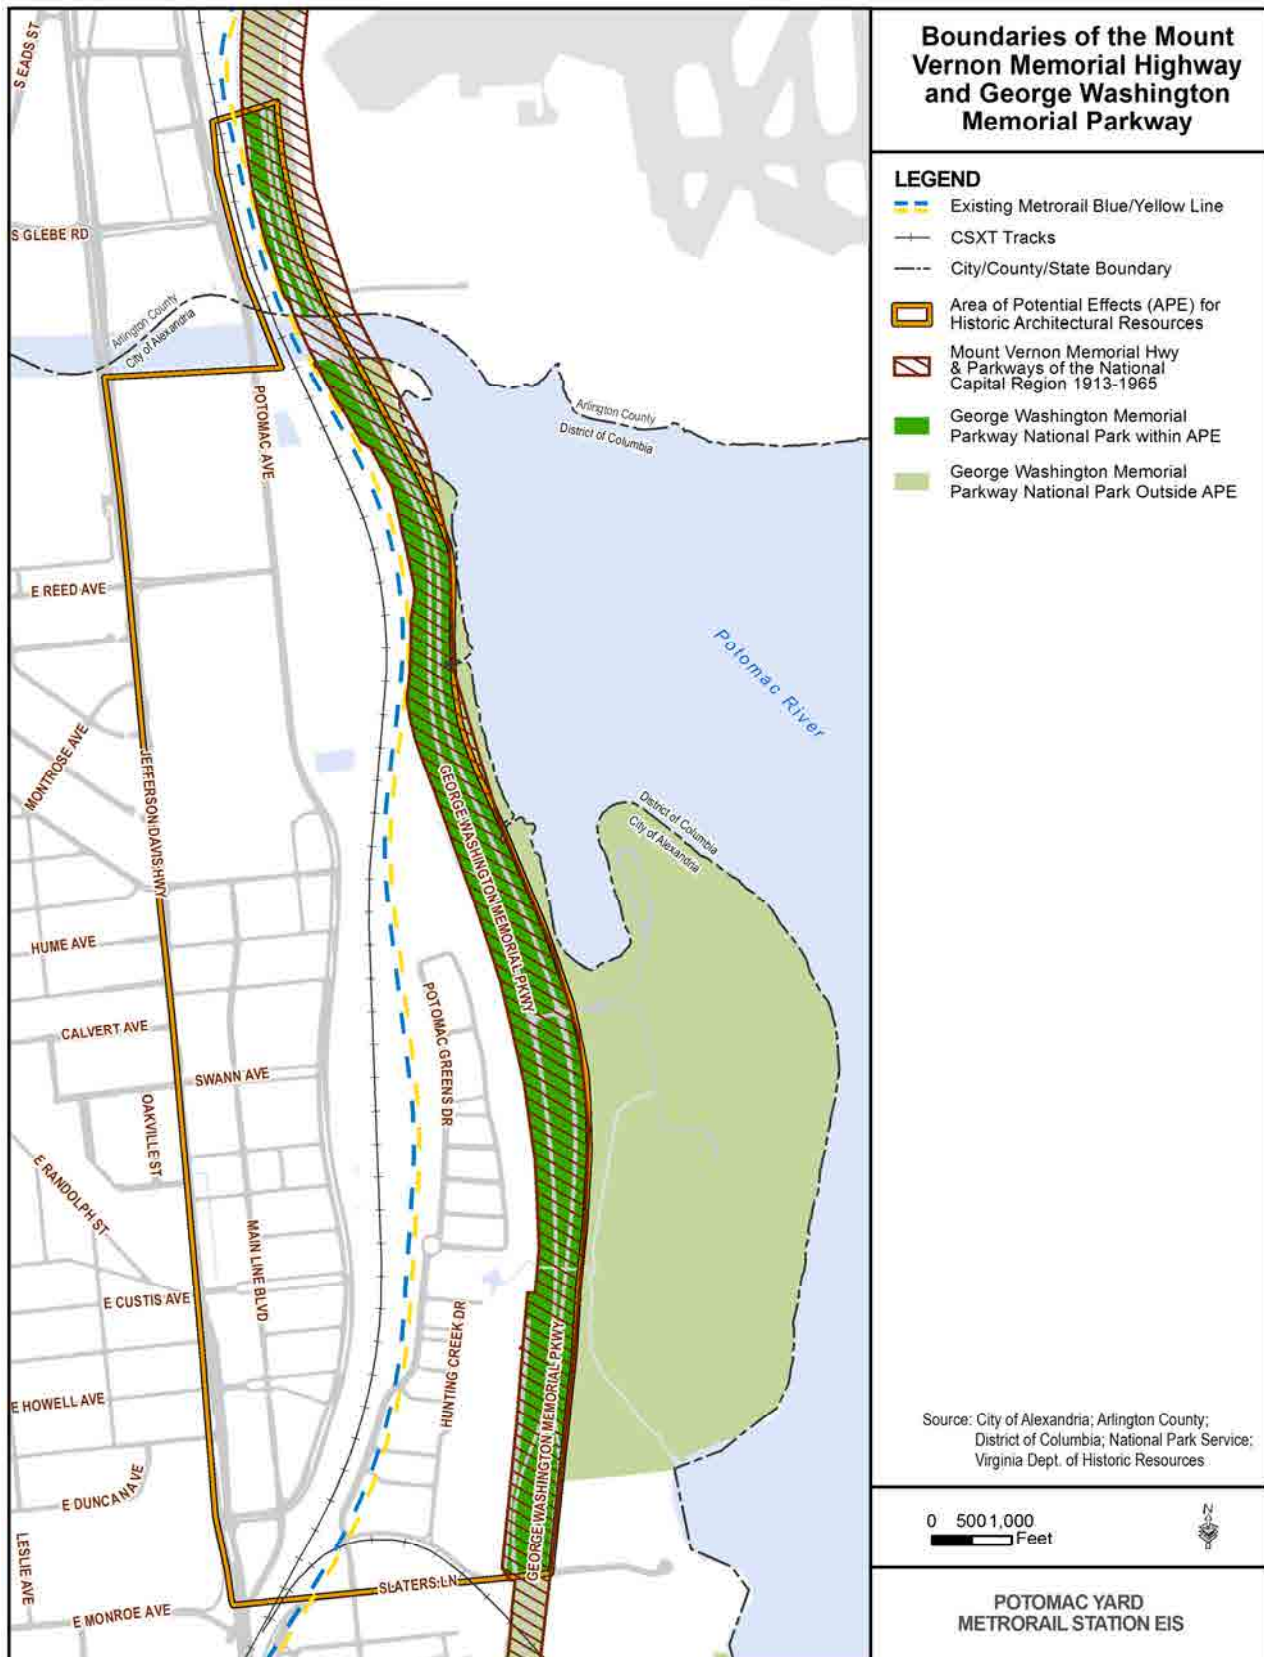 Boundaries of the Mount
Vernon Memorial Highway
and George Washington
Memorial Parkway
LEGEND
Existing Metrorail Blue/Yellow Line
CSXT Tracks
City/County/State Boundary
Area of Potential Effects (APE) for
Historic Architectural Resources
Mount Vernon Memorial Hwy
& Parkways of the National
Capital Region 1913-1965
George Washington Memorial
Parkway National Park within APE
George Washington Memorial
Parkway National Park Outside APE
S EADS ST
S GLEBE RD
Arlington County
City of Alexandria
POTOMAC AVE
Arlington County
District of Columbia
E REED AVE
Potomac River
MONTROSE AVE
JEFFERSON DAVIS HWY
GEORGE WASHINGTON MEMORIAL PKWY
District of Columbia
City of Alexandria
HUME AVE
POTOMAC GREENS DR
CALVERT AVE
SWANN AVE
OAKVILLE ST
E RANDOLPH ST
MAIN LINE BLVD
E CUSTIS AVE
HUNTING CREEK DR
GEORGE WASHINGTON MEMORIAL PKWY
E HOWELL AVE
E DUNCAN AVE
LESLIE AVE
SLATERS LN
E MONROE AVE
Source: City of Alexandria; Arlington County;
District of Columbia; National Park Service;
Virginia Dept. of Historic Resources
0 500 1,000
Feet
N
POTOMAC YARD
METRORAIL STATION EIS